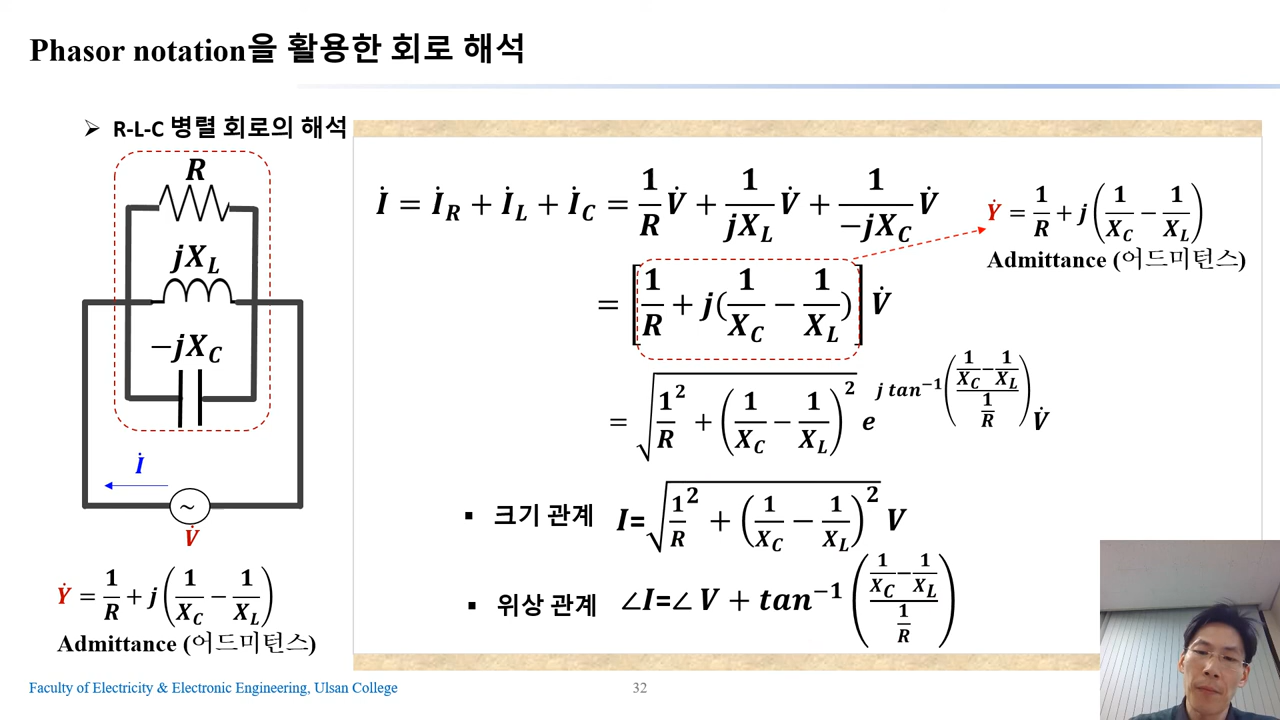 Phasor notation을 활용한 회로 해석
➢ R-L-C 병렬 회로의 해석
R
jX_L
−jX_C
İ
~
V̇
Ẏ = 1/R + j(1/X_C − 1/X_L)
Admittance (어드미턴스)
İ = İ_R + İ_L + İ_C = 1/R V̇ + 1/(jX_L) V̇ + 1/(−jX_C) V̇
= [1/R + j(1/X_C − 1/X_L)] V̇
Ẏ = 1/R + j(1/X_C − 1/X_L)
Admittance (어드미턴스)
= √(1/R² + (1/X_C − 1/X_L)²) e^(j tan⁻¹((1/X_C − 1/X_L)/(1/R))) V̇
▪ 크기 관계 I=√(1/R² + (1/X_C − 1/X_L)²) V
▪ 위상 관계 ∠I=∠ V + tan⁻¹((1/X_C − 1/X_L)/(1/R))
Faculty of Electricity & Electronic Engineering, Ulsan College
32